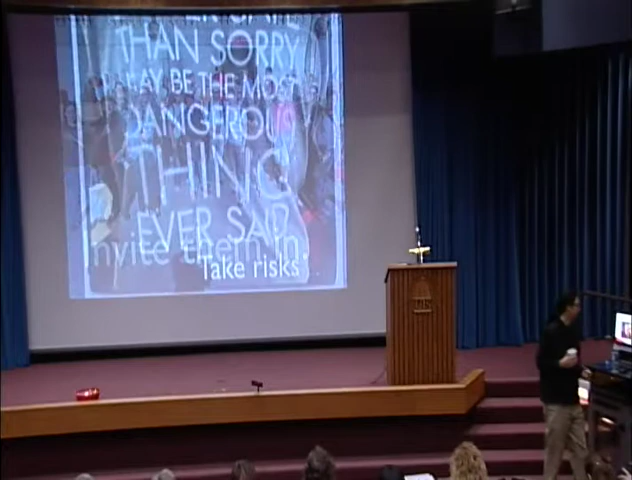 THAN SORRY
MAY BE THE MOST
DANGEROUS
THING
EVER SAID
Invite them in.
Take risks